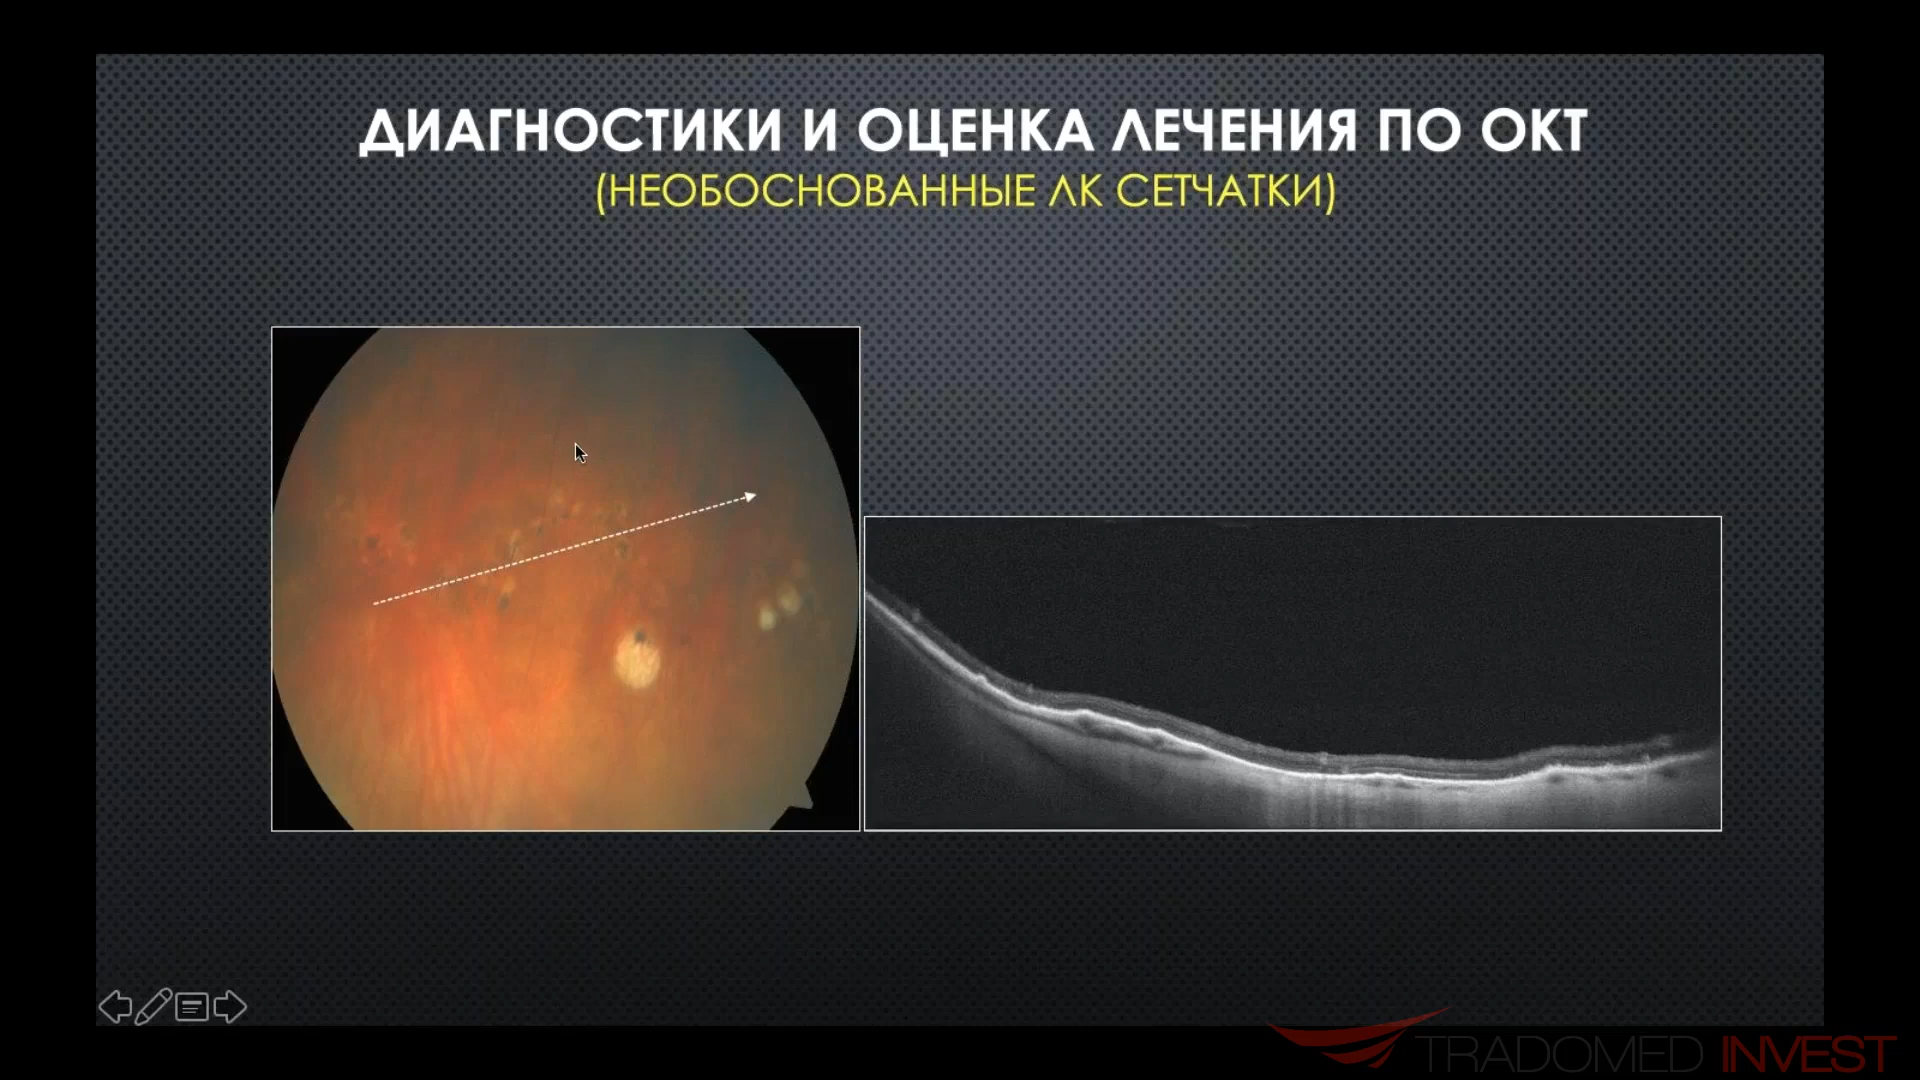 ДИАГНОСТИКИ И ОЦЕНКА ЛЕЧЕНИЯ ПО ОКТ
(НЕОБОСНОВАННЫЕ ЛК СЕТЧАТКИ)
TRADOMED INVEST